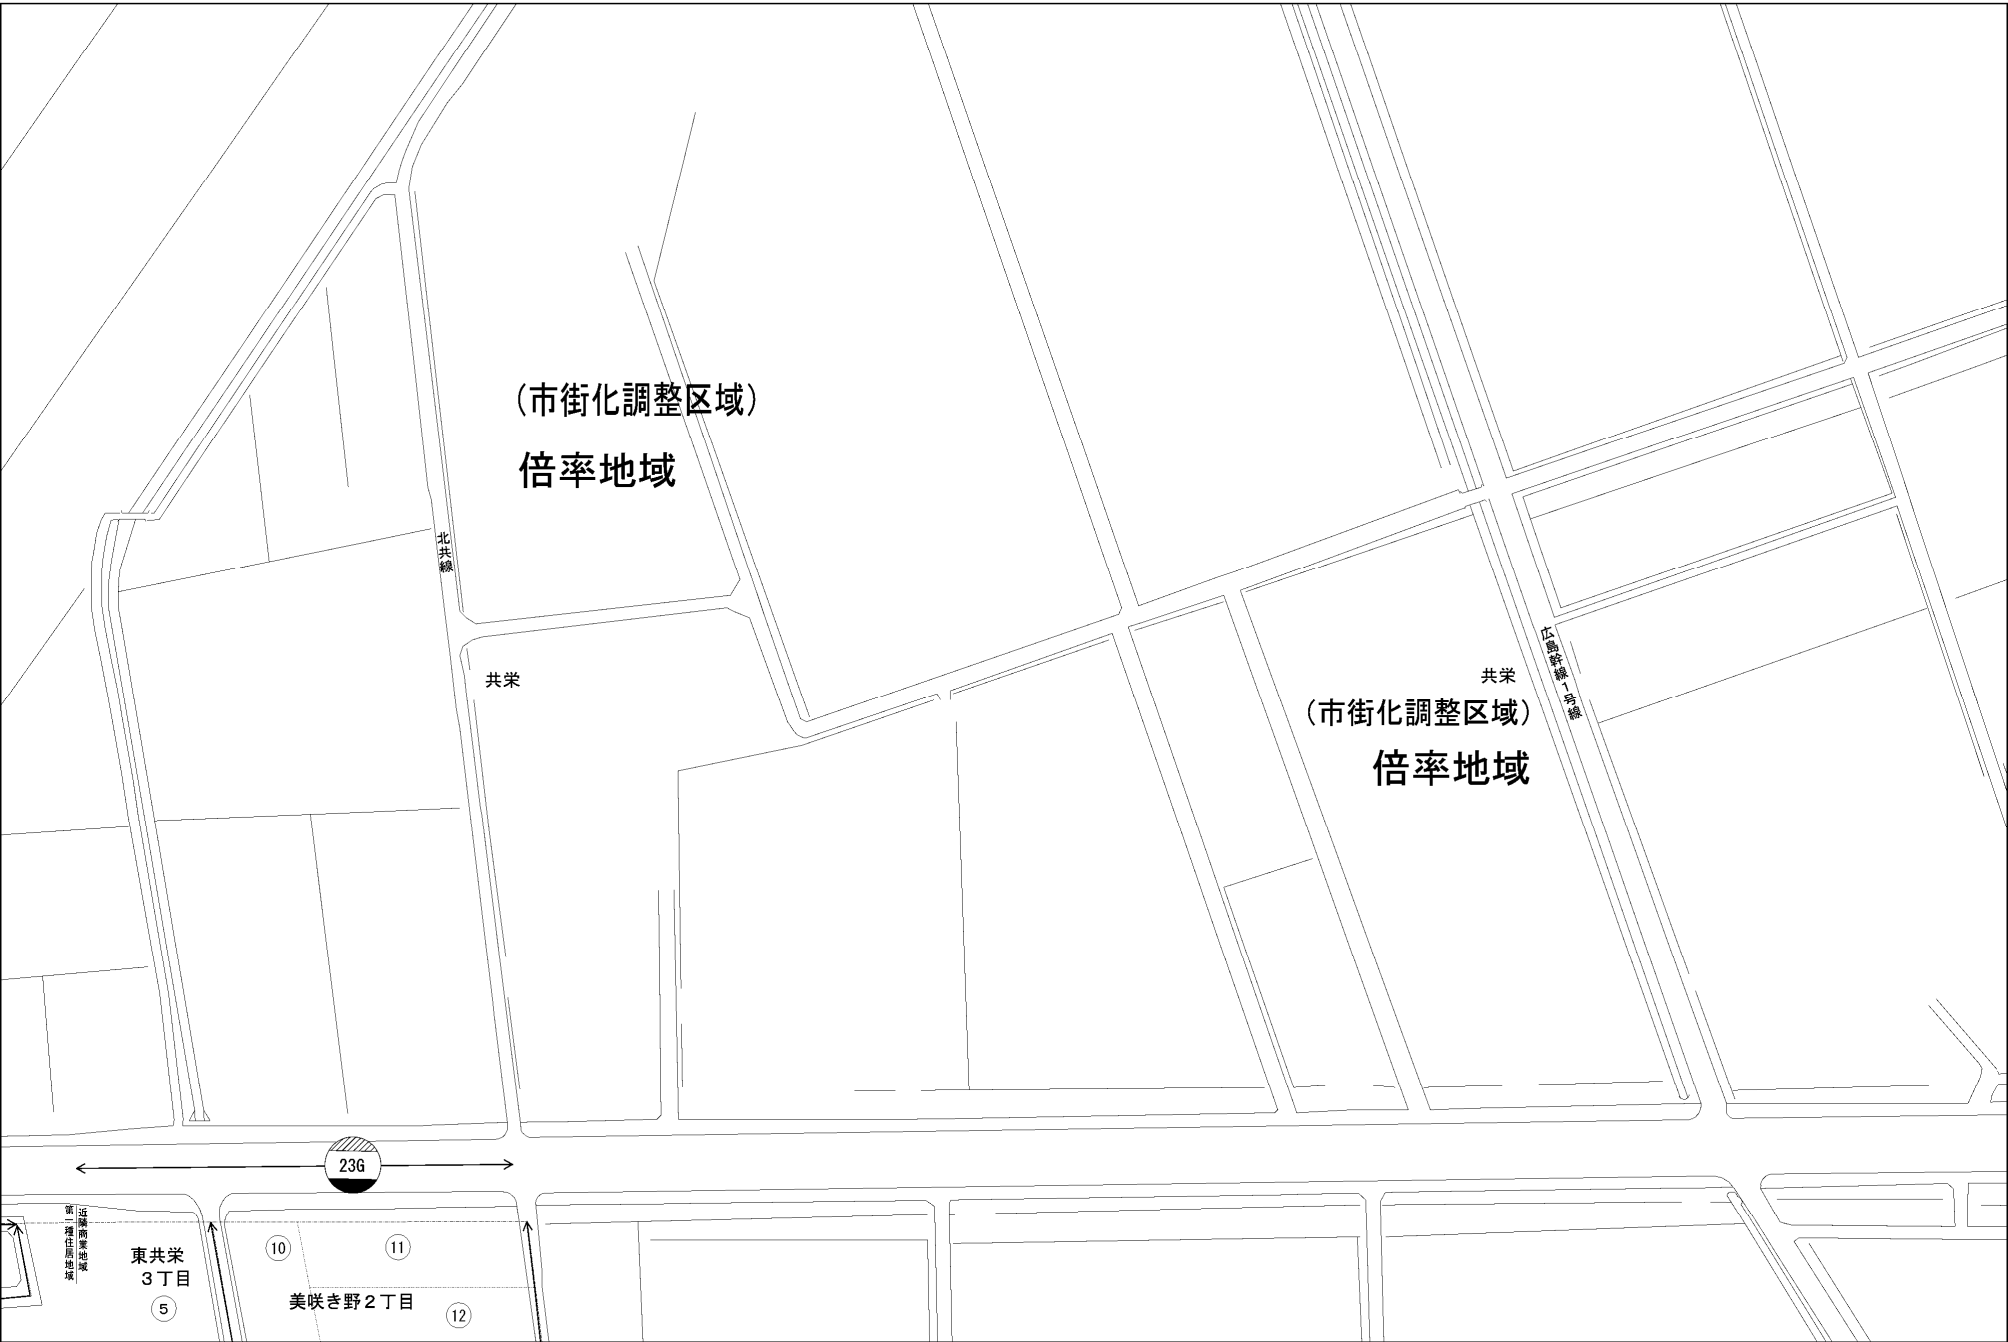 (市街化調整区域)
倍率地域
北共線
共栄
広島幹線1号線
共栄
(市街化調整区域)
倍率地域
23G
近隣商業地域
第一種住居地域
東共栄
3丁目
5
10
11
美咲き野2丁目
12